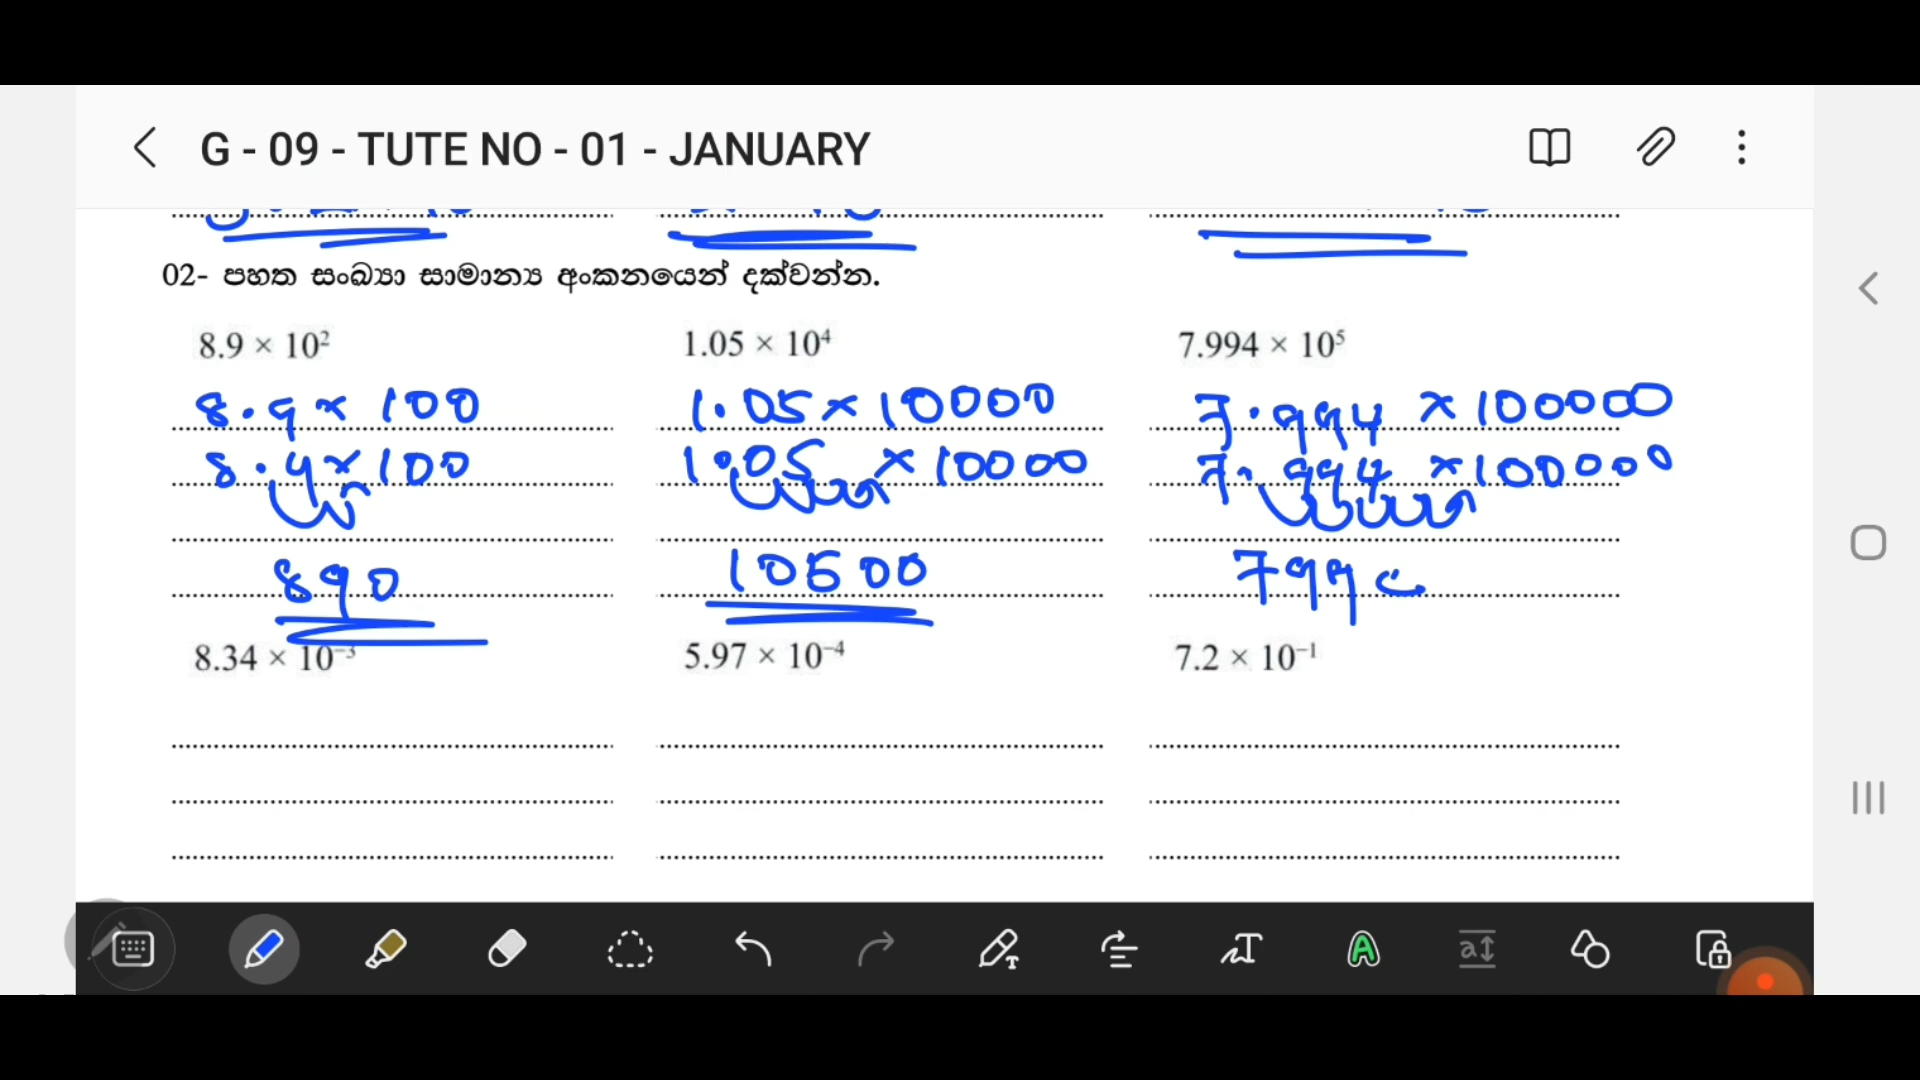 G - 09 - TUTE NO - 01 - JANUARY
02- පහත සංඛ්‍යා සාමාන්‍ය අංකනයෙන් දක්වන්න.
8.9 × 10² 1.05 × 10⁴ 7.994 × 10⁵
8.9 × 100 1.05 × 10000 7.994 × 100000
8.9 × 100 1.05 × 10000 7.994 × 100000
890 10500 799
8.34 × 10⁻³ 5.97 × 10⁻⁴ 7.2 × 10⁻¹